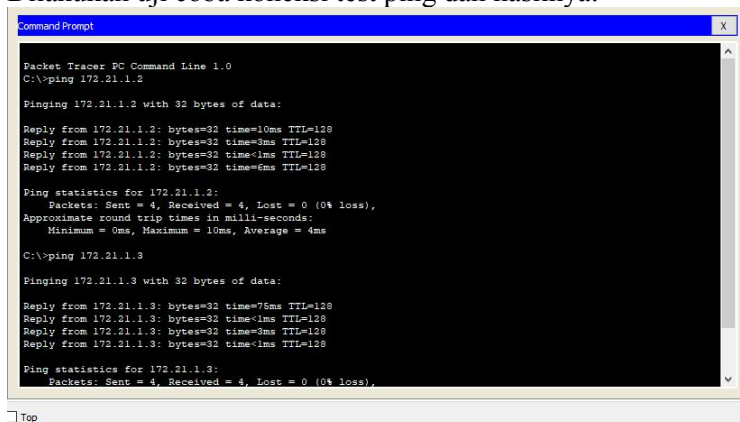 Dilakukan uji coba koneksi test ping dan hasilnya:
Command Prompt
X
Packet Tracer PC Command Line 1.0
C:\>ping 172.21.1.2
Pinging 172.21.1.2 with 32 bytes of data:
Reply from 172.21.1.2: bytes=32 time=10ms TTL=128
Reply from 172.21.1.2: bytes=32 time=3ms TTL=128
Reply from 172.21.1.2: bytes=32 time<1ms TTL=128
Reply from 172.21.1.2: bytes=32 time=6ms TTL=128
Ping statistics for 172.21.1.2:
Packets: Sent = 4, Received = 4, Lost = 0 (0% loss),
Approximate round trip times in milli-seconds:
Minimum = 0ms, Maximum = 10ms, Average = 4ms
C:\>ping 172.21.1.3
Pinging 172.21.1.3 with 32 bytes of data:
Reply from 172.21.1.3: bytes=32 time=75ms TTL=128
Reply from 172.21.1.3: bytes=32 time<1ms TTL=128
Reply from 172.21.1.3: bytes=32 time=3ms TTL=128
Reply from 172.21.1.3: bytes=32 time<1ms TTL=128
Ping statistics for 172.21.1.3:
Packets: Sent = 4, Received = 4, Lost = 0 (0% loss),
Top